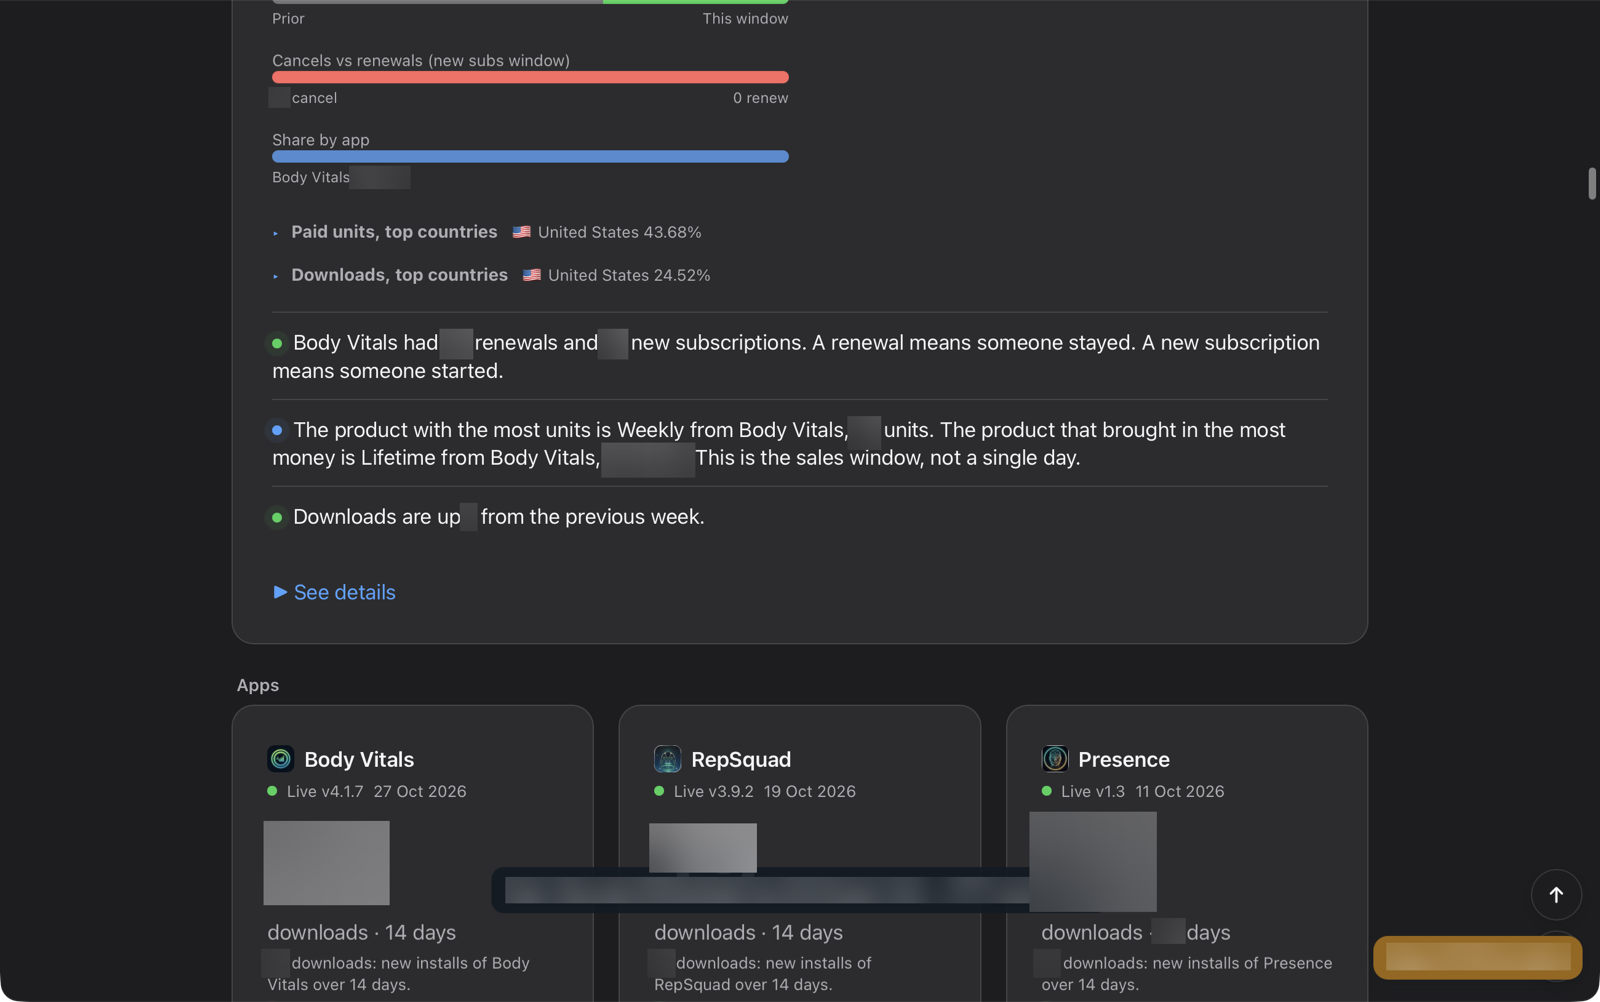 Prior
This window
Cancels vs renewals (new subs window)
cancel
0 renew
Share by app
Body Vitals
Paid units, top countries 🇺🇸 United States 43.68%
Downloads, top countries 🇺🇸 United States 24.52%
Body Vitals had renewals and new subscriptions. A renewal means someone stayed. A new subscription
means someone started.
The product with the most units is Weekly from Body Vitals, units. The product that brought in the most
money is Lifetime from Body Vitals, This is the sales window, not a single day.
Downloads are up from the previous week.
See details
Apps
Body Vitals
Live v4.1.7 27 Oct 2026
downloads · 14 days
downloads: new installs of Body
Vitals over 14 days.
RepSquad
Live v3.9.2 19 Oct 2026
downloads · 14 days
downloads: new installs of
RepSquad over 14 days.
Presence
Live v1.3 11 Oct 2026
downloads · days
downloads: new installs of Presence
over 14 days.